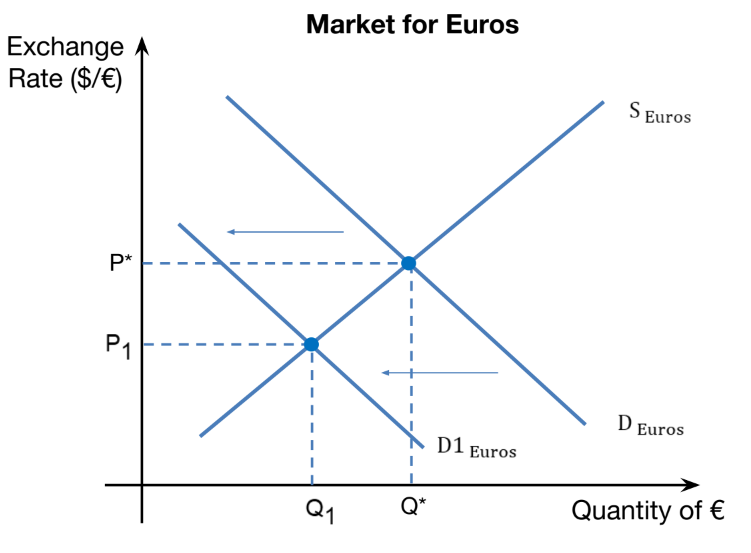 Market for Euros
Exchange
Rate ($/€)
S Euros
P*
P1
D Euros
D1 Euros
Q1
Q*
Quantity of €